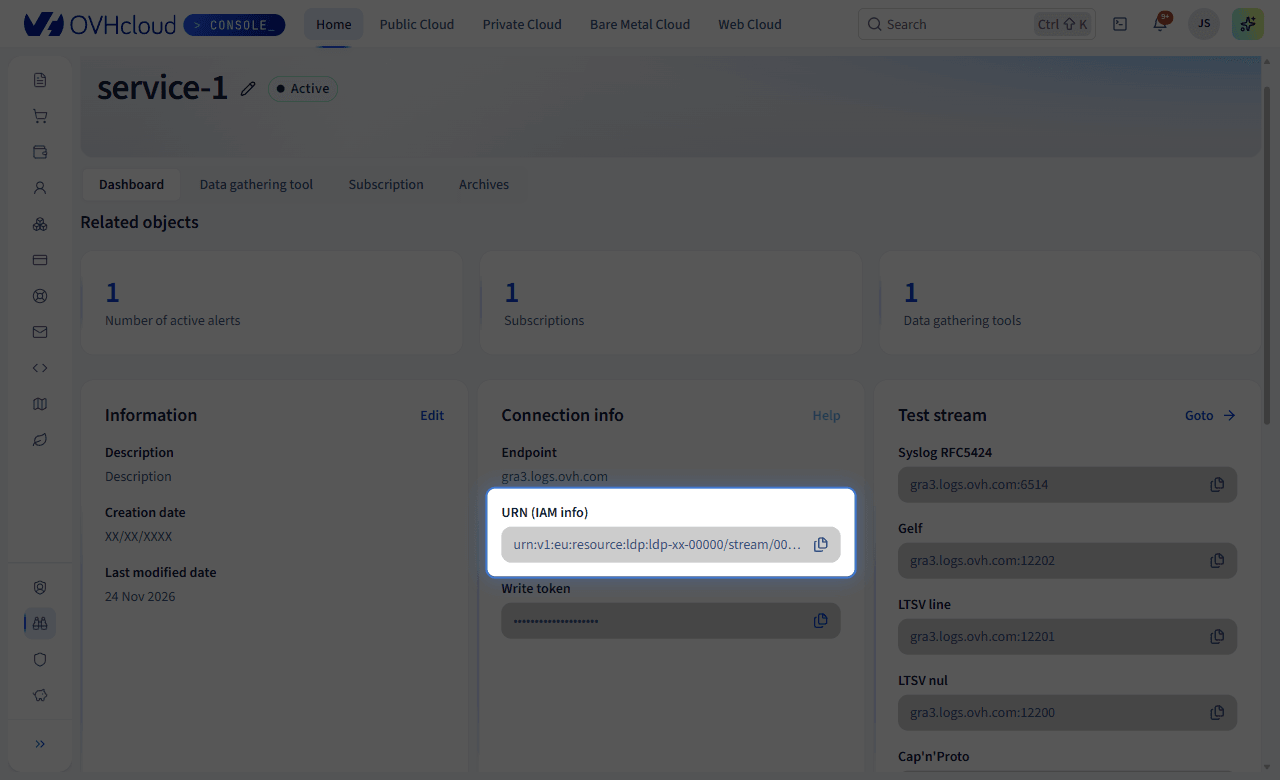 OVHcloud
> CONSOLE_
Home
Public Cloud
Private Cloud
Bare Metal Cloud
Web Cloud
Search
Ctrl ⇧ K
9+
JS
service-1
Active
Dashboard
Data gathering tool
Subscription
Archives
Related objects
1
Number of active alerts
1
Subscriptions
1
Data gathering tools
Information
Edit
Description
Description
Creation date
XX/XX/XXXX
Last modified date
24 Nov 2026
Connection info
Help
Endpoint
gra3.logs.ovh.com
URN (IAM info)
urn:v1:eu:resource:ldp:ldp-xx-00000/stream/00...
Write token
••••••••••••••••••••
Test stream
Goto →
Syslog RFC5424
gra3.logs.ovh.com:6514
Gelf
gra3.logs.ovh.com:12202
LTSV line
gra3.logs.ovh.com:12201
LTSV nul
gra3.logs.ovh.com:12200
Cap'n'Proto